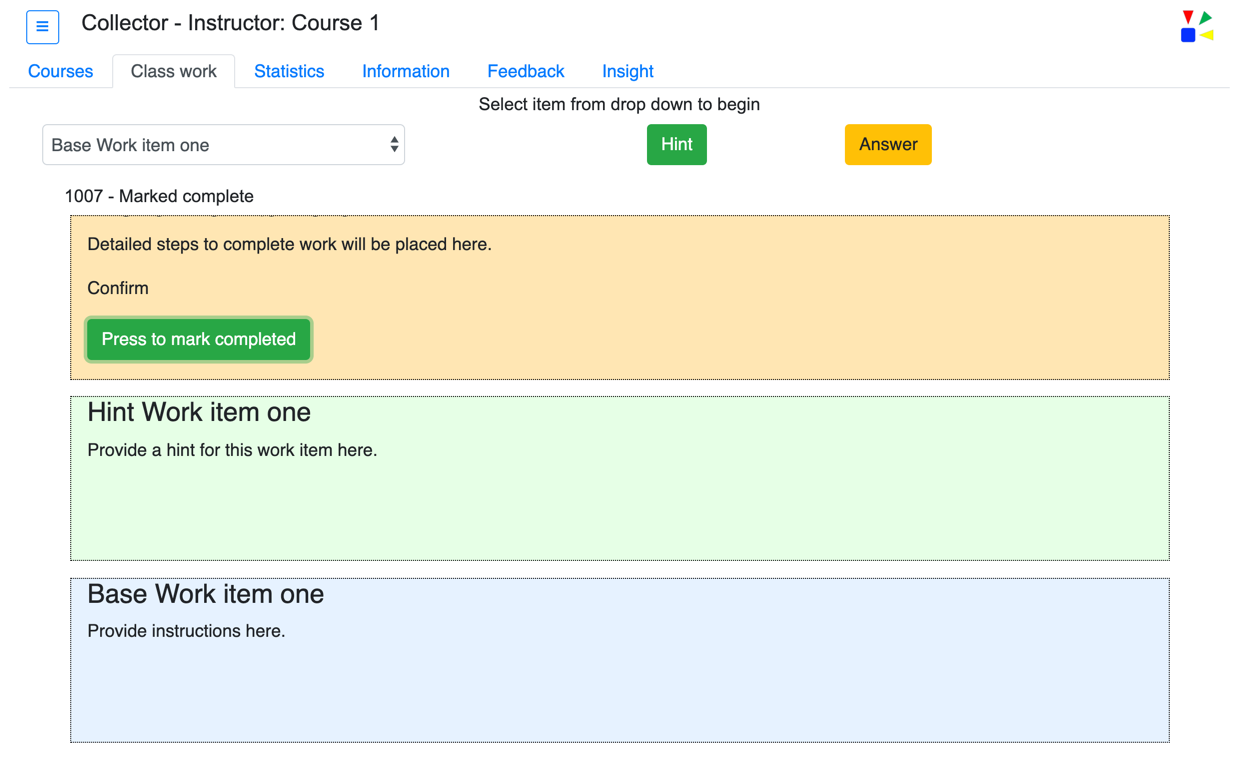 Collector - Instructor: Course 1
Courses
Class work
Statistics
Information
Feedback
Insight
Select item from drop down to begin
Base Work item one
Hint
Answer
1007 - Marked complete
Detailed steps to complete work will be placed here.
Confirm
Press to mark completed
Hint Work item one
Provide a hint for this work item here.
Base Work item one
Provide instructions here.